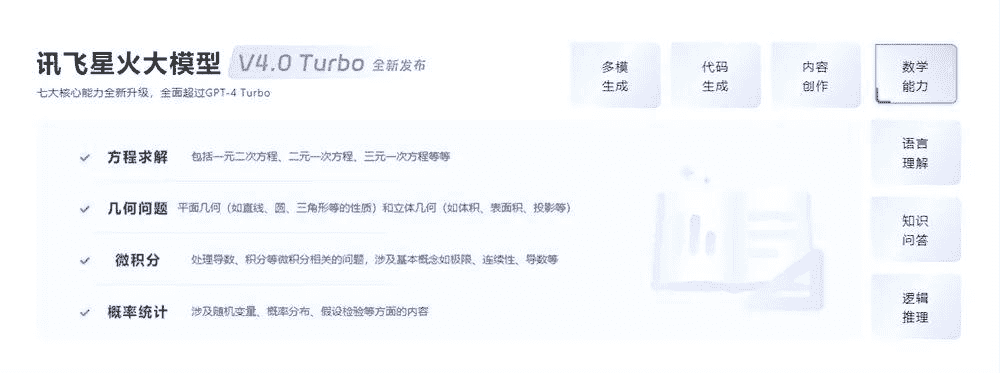 讯飞星火大模型 V4.0 Turbo 全新发布
七大核心能力全新升级，全面超过GPT-4 Turbo
多模
生成
代码
生成
内容
创作
数学
能力
方程求解 包括一元二次方程、二元一次方程、三元一次方程等等
几何问题 平面几何（如直线、圆、三角形等的性质）和立体几何（如体积、表面积、投影等）
微积分 处理导数、积分等微积分相关的问题，涉及基本概念如极限、连续性、导数等
概率统计 涉及随机变量、概率分布、假设检验等方面的内容
语言
理解
知识
问答
逻辑
推理